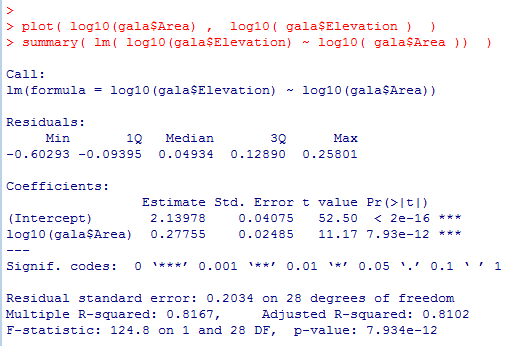 >
> plot( log10(gala$Area) ,  log10( gala$Elevation )  )
> summary( lm( log10(gala$Elevation) ~ log10( gala$Area ))  )

Call:
lm(formula = log10(gala$Elevation) ~ log10(gala$Area))

Residuals:
     Min       1Q   Median       3Q      Max
-0.60293 -0.09395  0.04934  0.12890  0.25801

Coefficients:
                 Estimate Std. Error t value Pr(>|t|)
(Intercept)       2.13978    0.04075   52.50  < 2e-16 ***
log10(gala$Area)  0.27755    0.02485   11.17 7.93e-12 ***
---
Signif. codes:  0 ‘***’ 0.001 ‘**’ 0.01 ‘*’ 0.05 ‘.’ 0.1 ‘ ’ 1

Residual standard error: 0.2034 on 28 degrees of freedom
Multiple R-squared: 0.8167,     Adjusted R-squared: 0.8102
F-statistic: 124.8 on 1 and 28 DF,  p-value: 7.934e-12